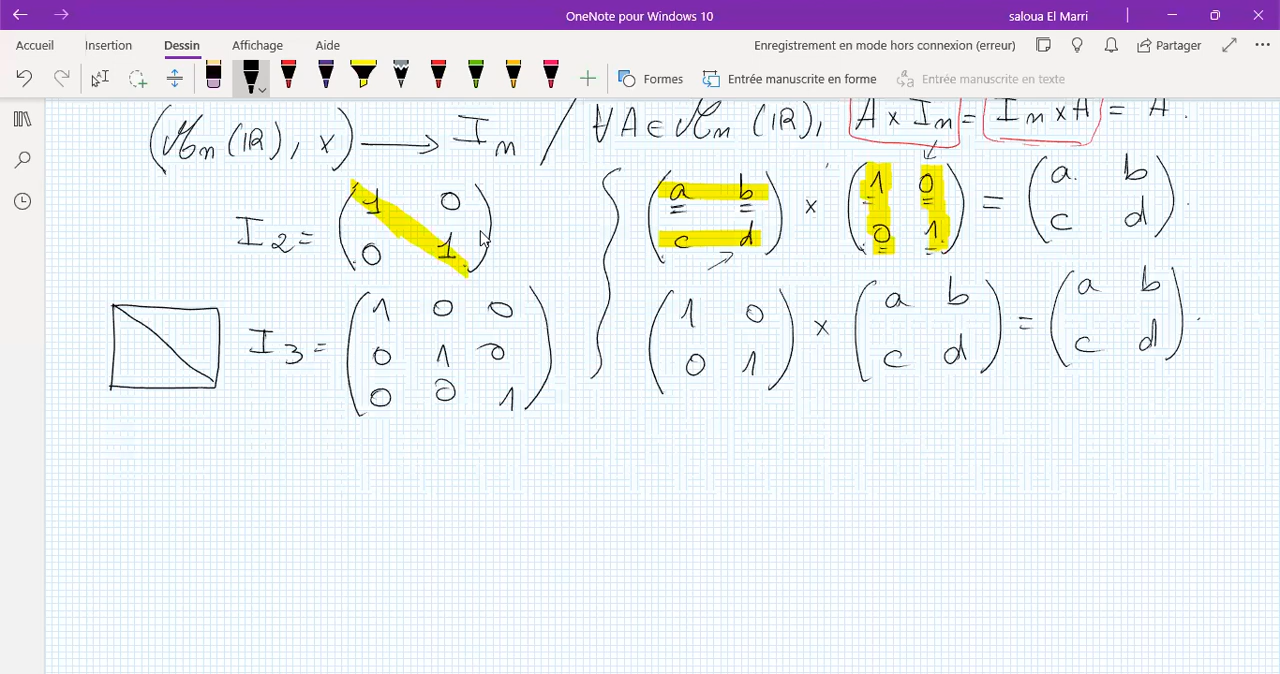 OneNote pour Windows 10
saloua El Marri
Accueil Insertion Dessin Affichage Aide
Enregistrement en mode hors connexion (erreur)
Partager
Formes
Entrée manuscrite en forme
Entrée manuscrite en texte
(ℳn (IR), ×) ⟶ In / ∀A ∈ ℳn (IR), A × In = In × A = A.
I2 = (1 0
0 1)
(a b
c d) × (1 0
0 1) = (a b
c d).
I3 = (1 0 0
0 1 0
0 0 1)
(1 0
0 1) × (a b
c d) = (a b
c d).